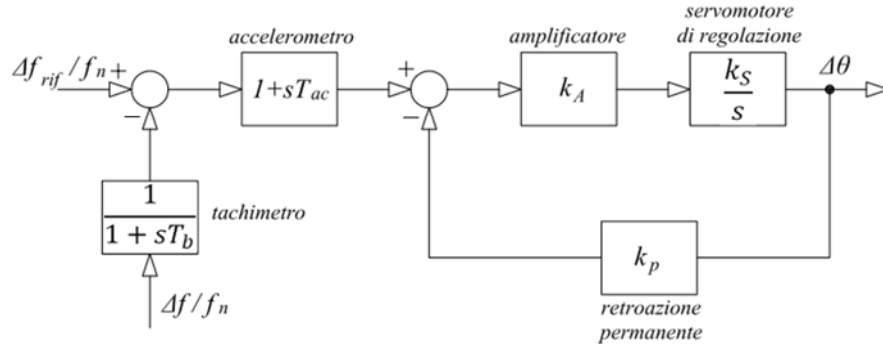 servomotore
di regolazione
accelerometro
amplificatore
Δf_rif/f_n +
1+sT_ac
+
k_A
k_S
s
Δθ
−
−
1
1 + sT_b
tachimetro
k_p
Δf/f_n
retroazione
permanente